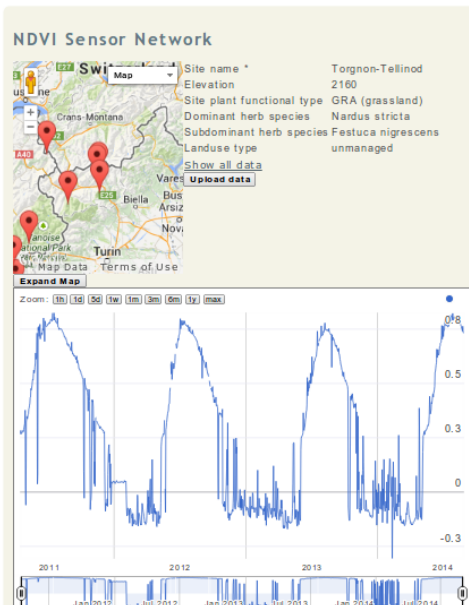 NDVI Sensor Network
Map
Crans-Montana
A40
E25
Biella
Turin
Map Data Terms of Use
Expand Map
Site name * Torgnon-Tellinod
Elevation 2160
Site plant functional type GRA (grassland)
Dominant herb species Nardus stricta
Subdominant herb species Festuca nigrescens
Landuse type unmanaged
Show all data
Upload data
Zoom: 1h 1d 5d 1w 1m 3m 6m 1y max
0.8
0.5
0.3
0
-0.3
2011 2012 2013 2014
Jan 2012 Jul 2012 Jan 2013 Jul 2013 Jan 2014 Jul 2014